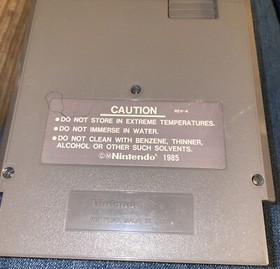 CAUTION REV-A
• DO NOT STORE IN EXTREME TEMPERATURES.
• DO NOT IMMERSE IN WATER.
• DO NOT CLEAN WITH BENZENE, THINNER,
ALCOHOL OR OTHER SUCH SOLVENTS.
©ⓂNintendo 1985
Nintendo